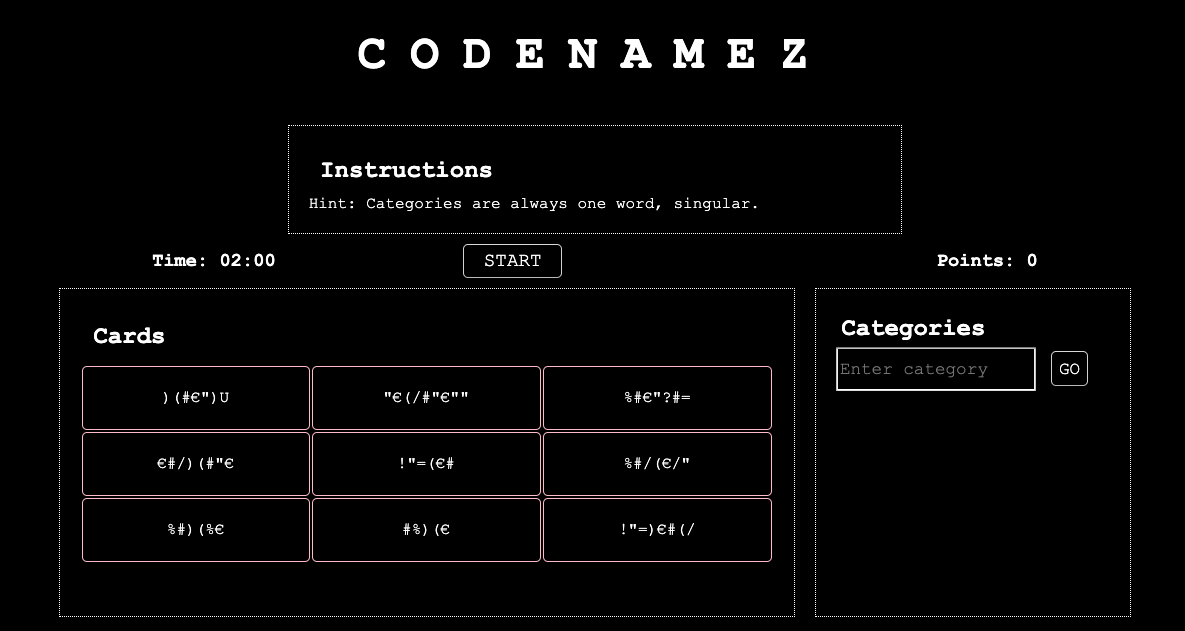 CODENAMEZ
Instructions
Hint: Categories are always one word, singular.
Time: 02:00
START
Points: 0
Cards
)(#€")U
"€(/#"€""
%#€"?#=
€#/)(#"€
!"=(€#
%#/(€/"
%#)(%€
#%)(€
!"=)€#(/
Categories
Enter category
GO